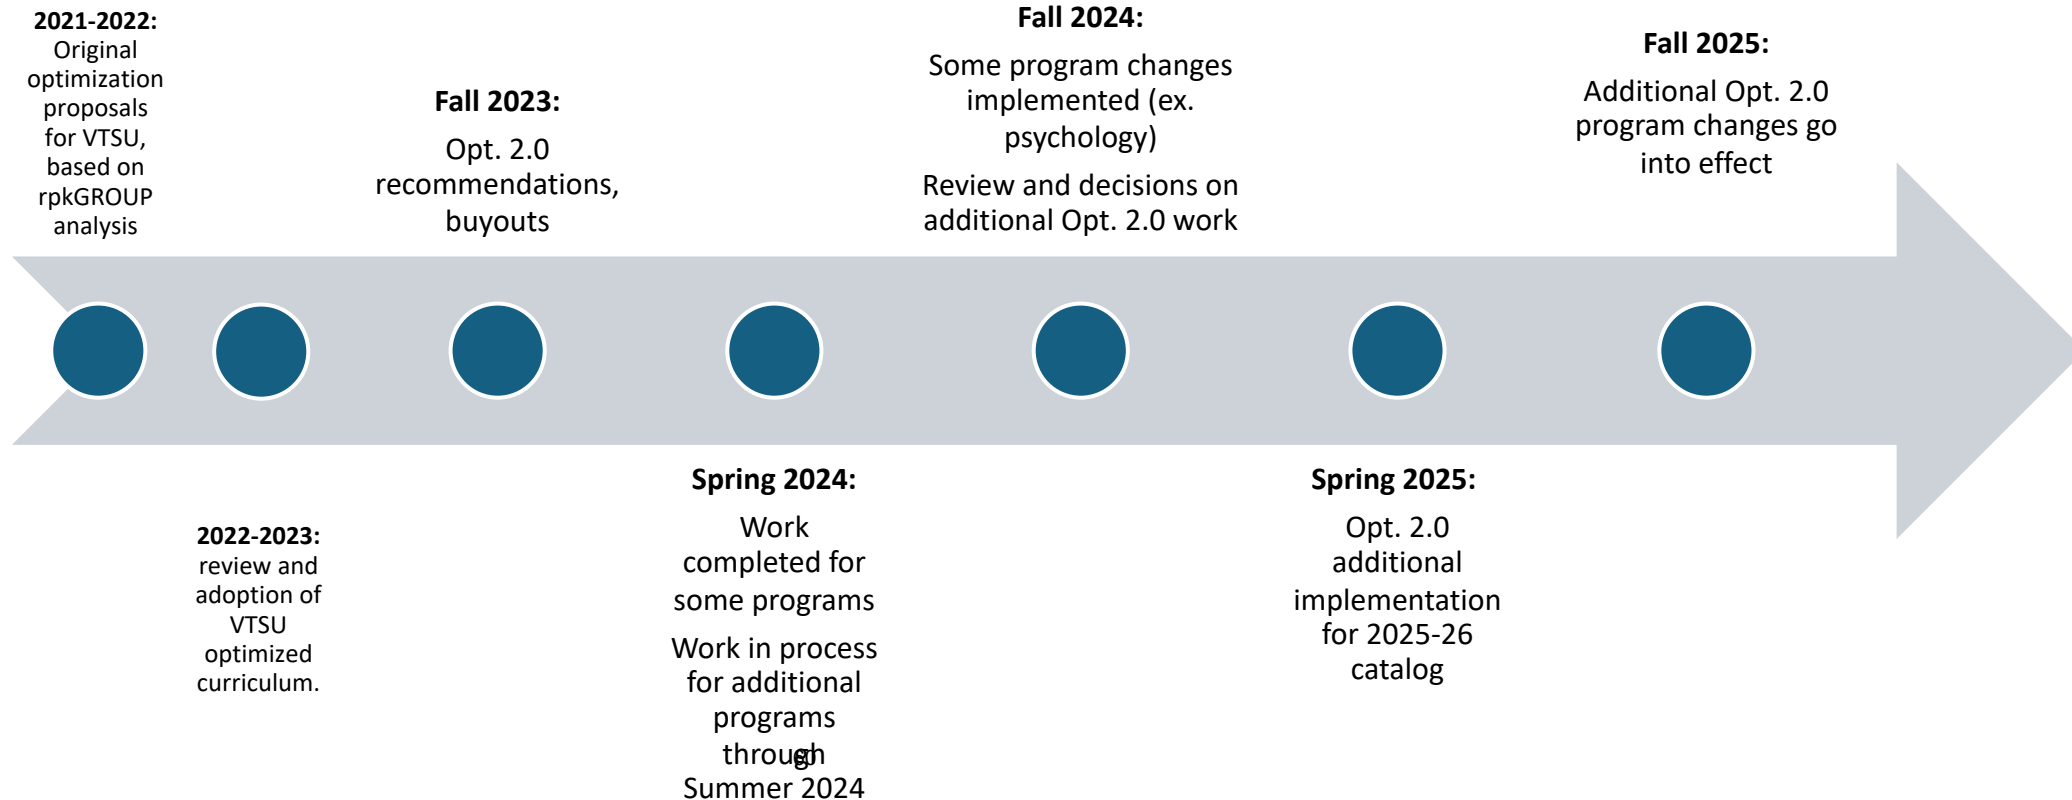 2021-2022:
Original
optimization
proposals
for VTSU,
based on
rpkGROUP
analysis
2022-2023:
review and
adoption of
VTSU
optimized
curriculum.
Fall 2023:
Opt. 2.0
recommendations,
buyouts
Spring 2024:
Work
completed for
some programs
Work in process
for additional
programs
through
Summer 2024
Fall 2024:
Some program changes
implemented (ex.
psychology)
Review and decisions on
additional Opt. 2.0 work
Spring 2025:
Opt. 2.0
additional
implementation
for 2025-26
catalog
Fall 2025:
Additional Opt. 2.0
program changes go
into effect